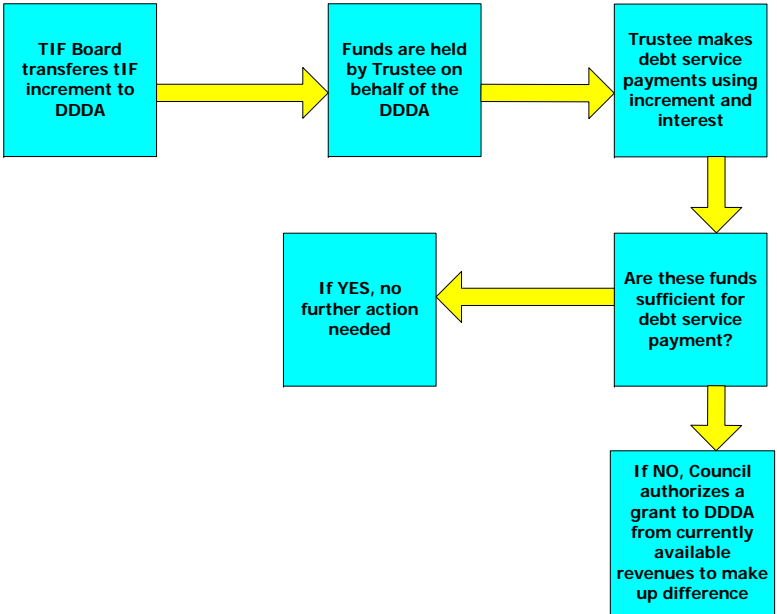 TIF Board
transferes tIF
increment to
DDDA
Funds are held
by Trustee on
behalf of the
DDDA
Trustee makes
debt service
payments using
increment and
interest
Are these funds
sufficient for
debt service
payment?
If YES, no
further action
needed
If NO, Council
authorizes a
grant to DDDA
from currently
available
revenues to make
up difference